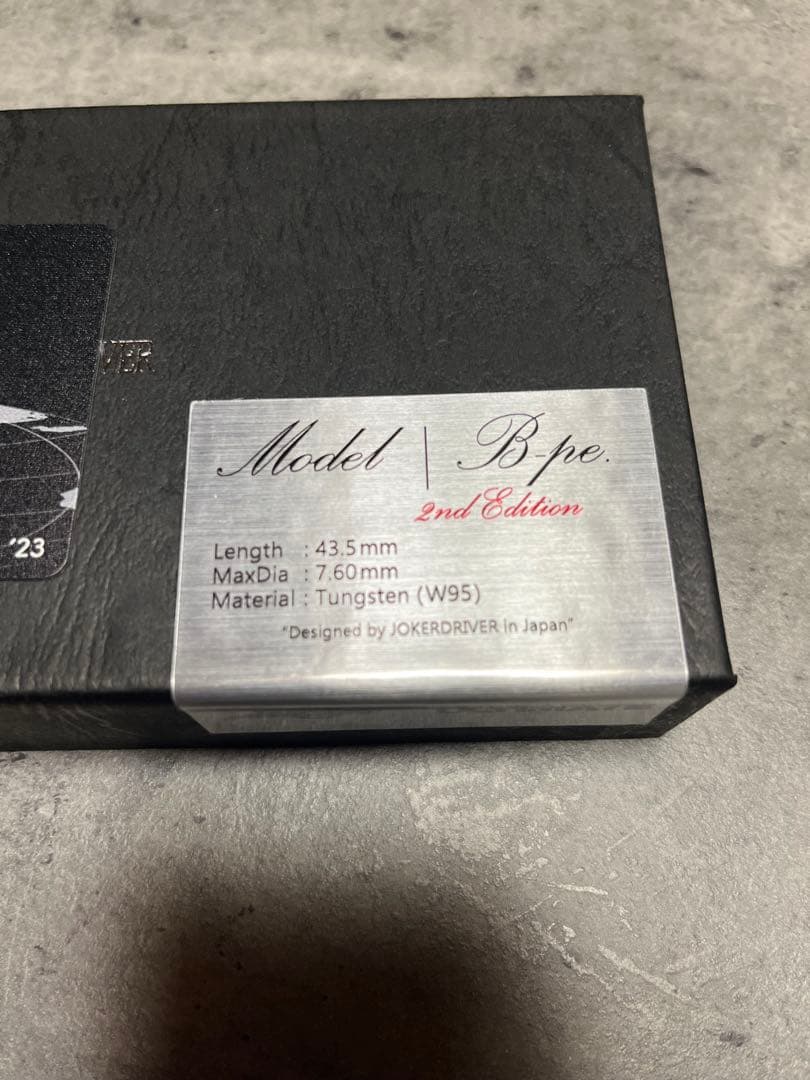 VER
'23
Model | B-pe.
2nd Edition
Length : 43.5mm
MaxDia : 7.60mm
Material : Tungsten (W95)
"Designed by JOKERDRIVER in Japan"